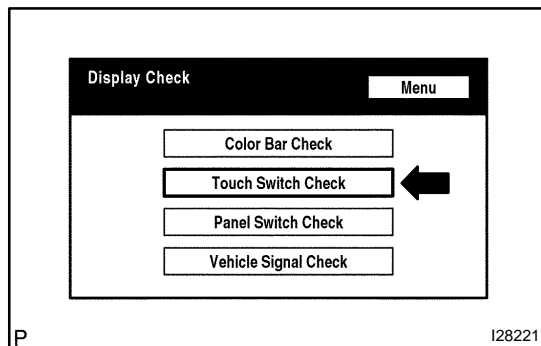 Display Check
Menu
Color Bar Check
Touch Switch Check
Panel Switch Check
Vehicle Signal Check
P
I28221